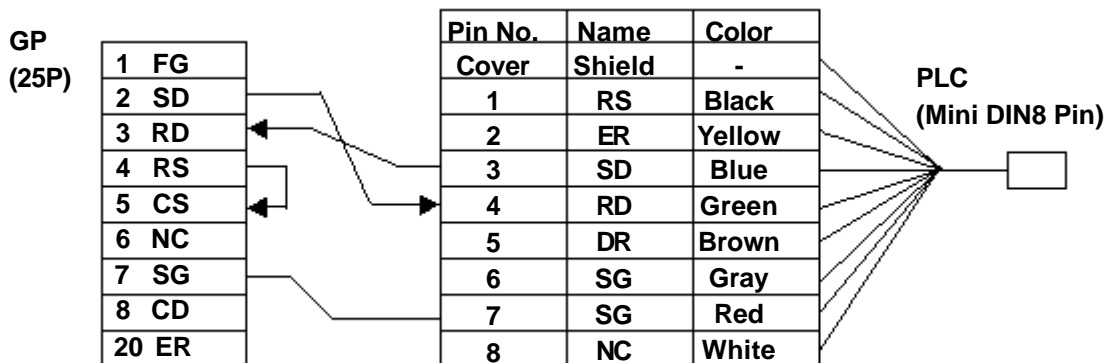 GP
(25P)
1 FG
2 SD
3 RD
4 RS
5 CS
6 NC
7 SG
8 CD
20 ER
Pin No. Name Color
Cover Shield -
1 RS Black
2 ER Yellow
3 SD Blue
4 RD Green
5 DR Brown
6 SG Gray
7 SG Red
8 NC White
PLC
(Mini DIN8 Pin)